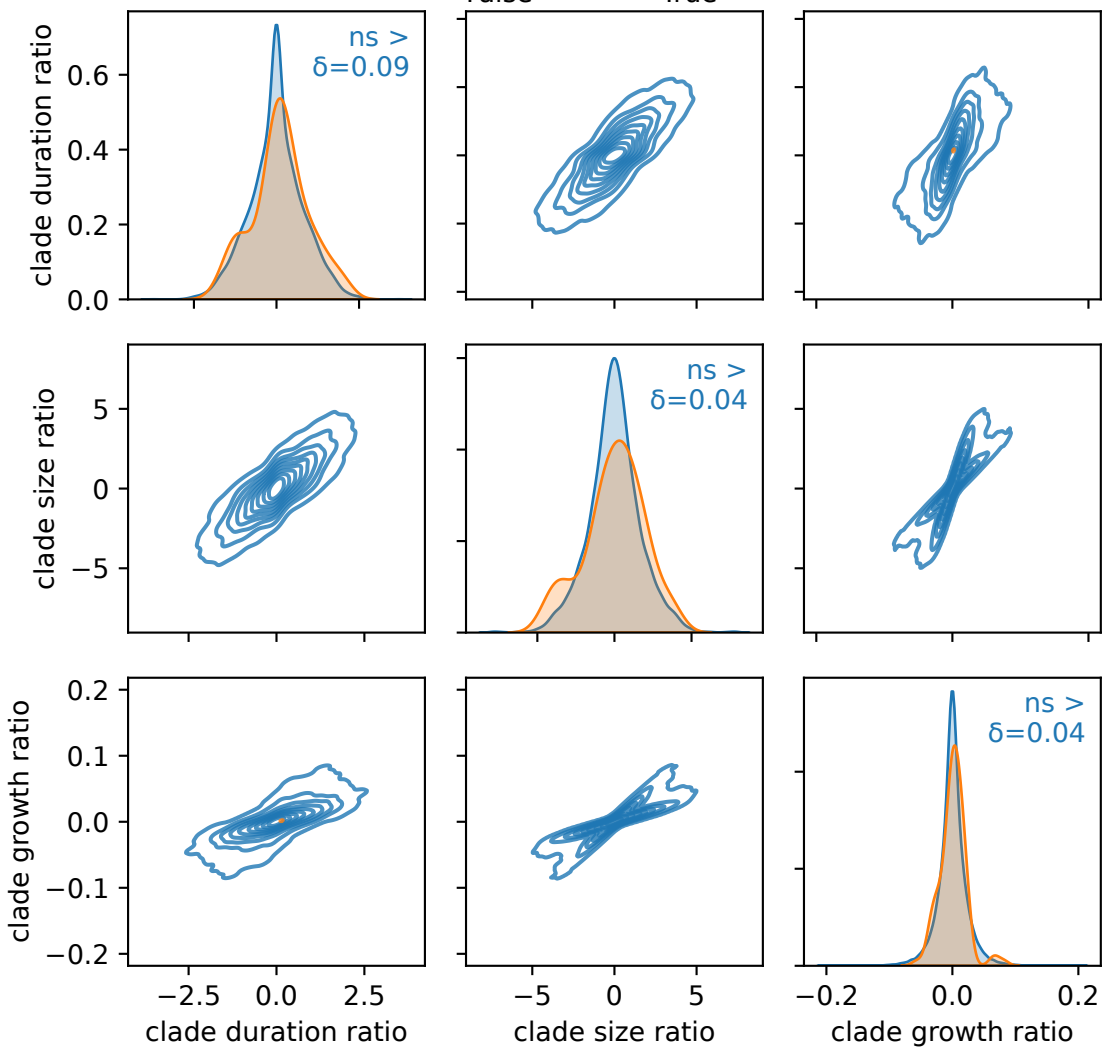 False True
clade duration ratio
0.6
0.4
0.2
0.0
ns >
δ=0.09
clade size ratio
5
0
−5
ns >
δ=0.04
clade growth ratio
0.2
0.1
0.0
−0.1
−0.2
ns >
δ=0.04
−2.5 0.0 2.5
clade duration ratio
−5 0 5
clade size ratio
−0.2 0.0 0.2
clade growth ratio